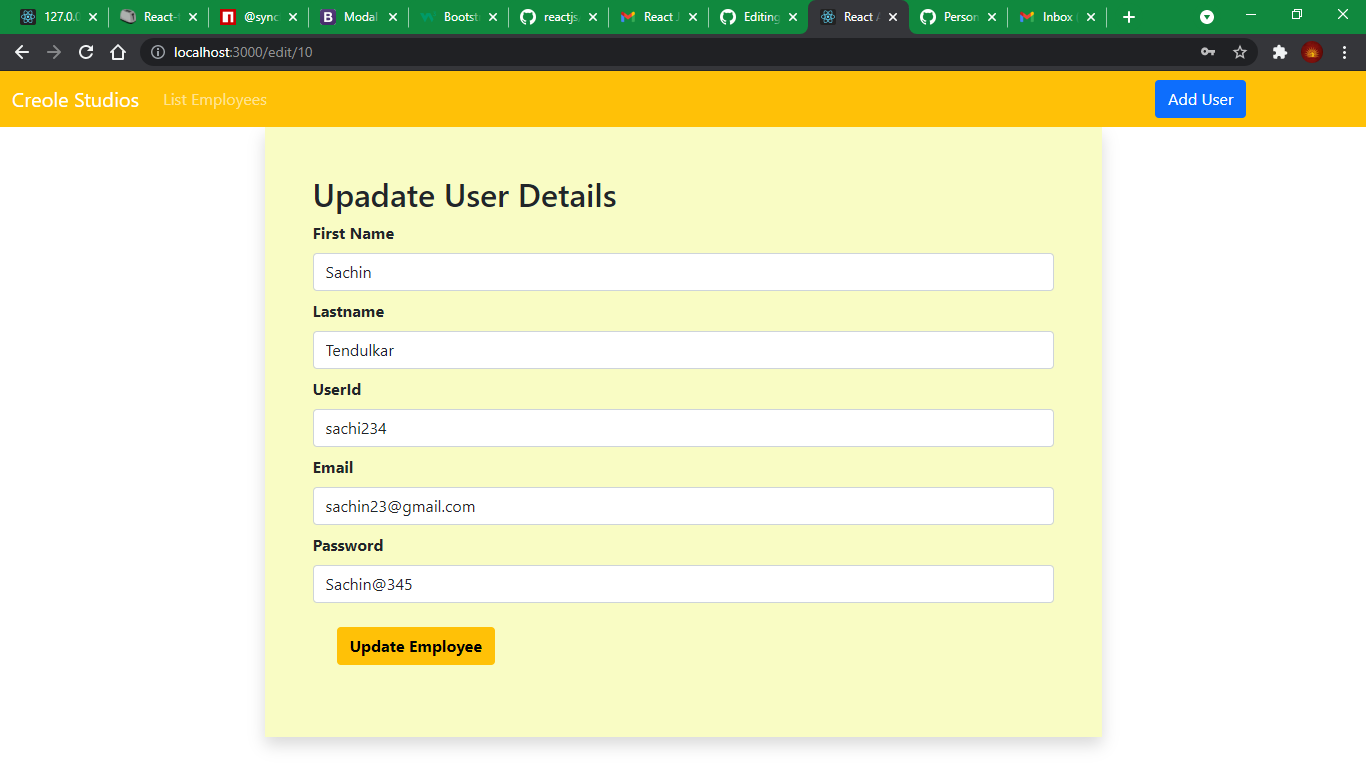 127.0.0
React-
@sync
Modal
Bootst
reactjs
React J
Editing
React A
Person
Inbox
localhost:3000/edit/10
Creole Studios
List Employees
Add User
Upadate User Details
First Name
Sachin
Lastname
Tendulkar
UserId
sachi234
Email
sachin23@gmail.com
Password
Sachin@345
Update Employee